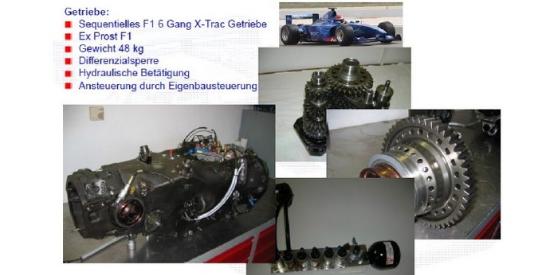 Getriebe:
Sequentielles F1 6 Gang X-Trac Getriebe
Ex Prost F1
Gewicht 48 kg
Differenzialsperre
Hydraulische Betätigung
Ansteuerung durch Eigenbausteuerung